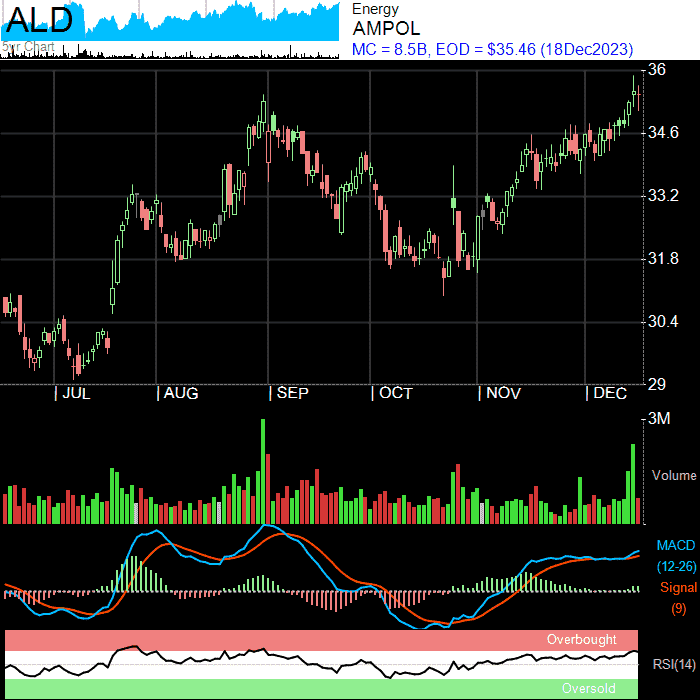 ALD
5yr Chart
Energy
AMPOL
MC = 8.5B, EOD = $35.46 (18Dec2023)
36
34.6
33.2
31.8
30.4
29
JUL AUG SEP OCT NOV DEC
3M
Volume
MACD
(12-26)
Signal
(9)
Overbought
RSI(14)
Oversold